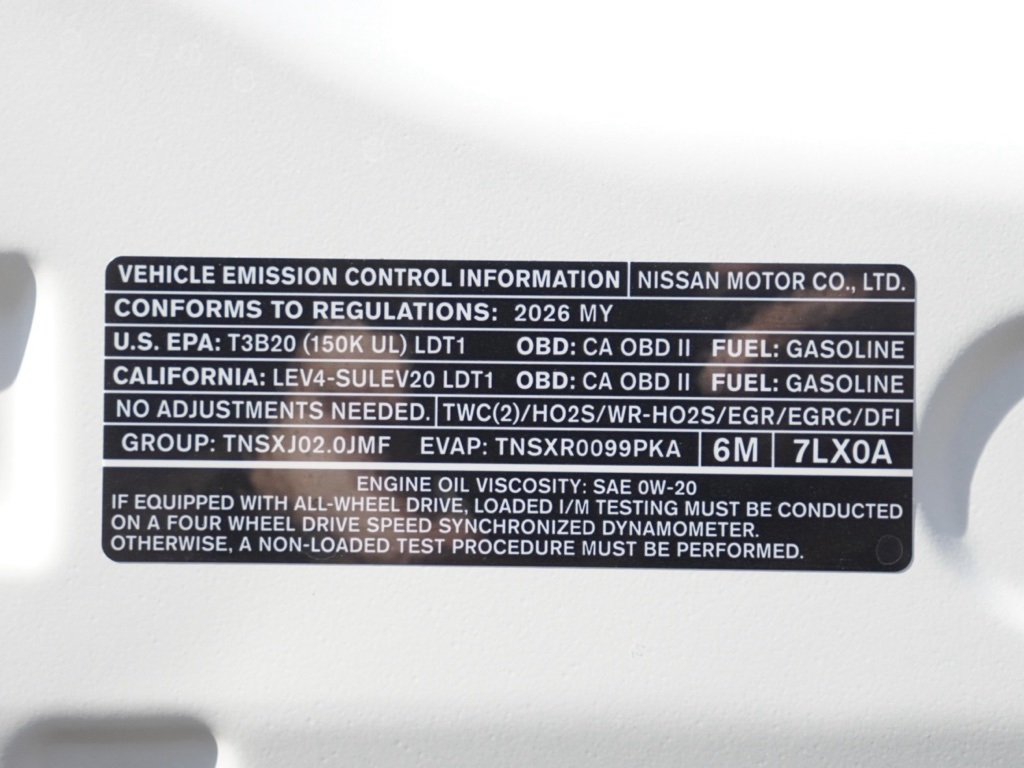 VEHICLE EMISSION CONTROL INFORMATION NISSAN MOTOR CO., LTD.
CONFORMS TO REGULATIONS: 2026 MY
U.S. EPA: T3B20 (150K UL) LDT1 OBD: CA OBD II FUEL: GASOLINE
CALIFORNIA: LEV4-SULEV20 LDT1 OBD: CA OBD II FUEL: GASOLINE
NO ADJUSTMENTS NEEDED. TWC(2)/HO2S/WR-HO2S/EGR/EGRC/DFI
GROUP: TNSXJ02.0JMF EVAP: TNSXR0099PKA 6M 7LX0A
ENGINE OIL VISCOSITY: SAE 0W-20
IF EQUIPPED WITH ALL-WHEEL DRIVE, LOADED I/M TESTING MUST BE CONDUCTED
ON A FOUR WHEEL DRIVE SPEED SYNCHRONIZED DYNAMOMETER.
OTHERWISE, A NON-LOADED TEST PROCEDURE MUST BE PERFORMED.